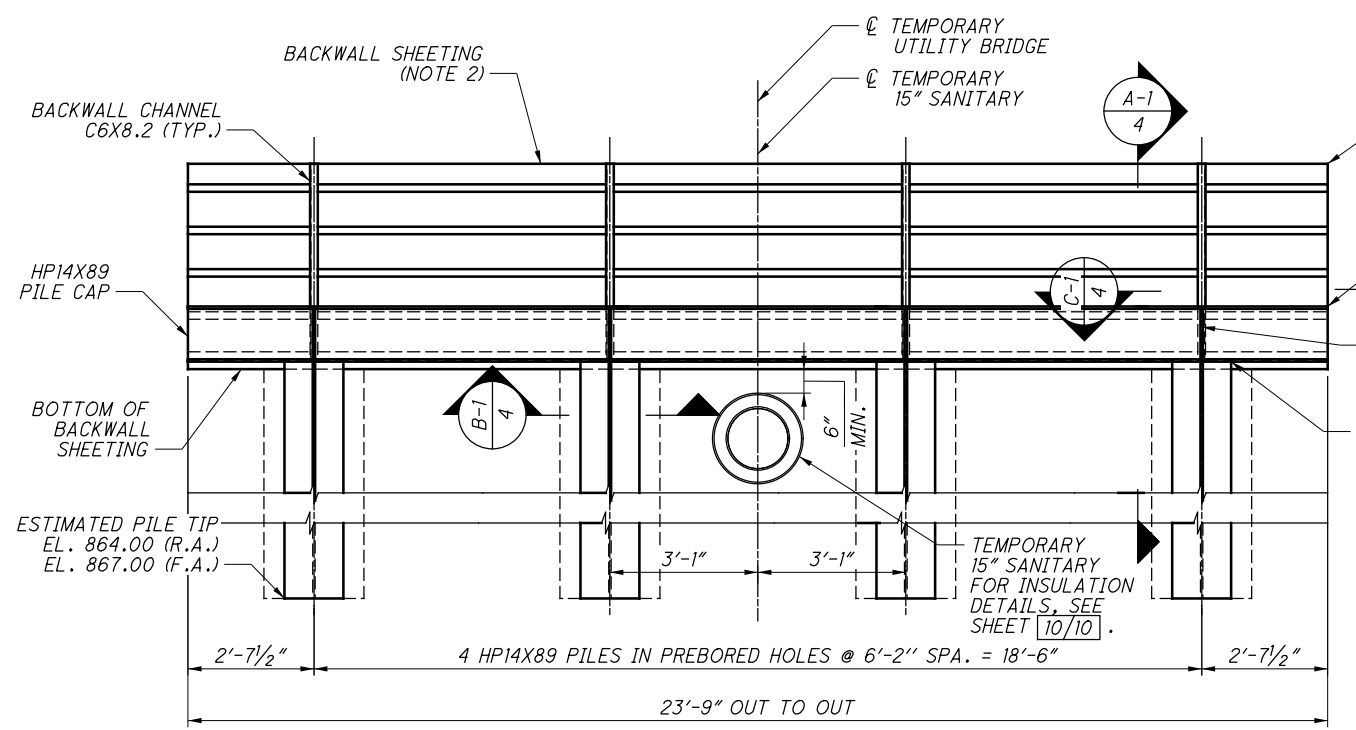 ℄ TEMPORARY
UTILITY BRIDGE
BACKWALL SHEETING
(NOTE 2)
℄ TEMPORARY
15" SANITARY
A-1
4
BACKWALL CHANNEL
C6X8.2 (TYP.)
HP14X89
PILE CAP
C-1
4
BOTTOM OF
BACKWALL
SHEETING
B-1
4
6"
MIN.
ESTIMATED PILE TIP
EL. 864.00 (R.A.)
EL. 867.00 (F.A.)
3'-1"
3'-1"
TEMPORARY
15" SANITARY
FOR INSULATION
DETAILS, SEE
SHEET 10/10 .
2'-7½"
4 HP14X89 PILES IN PREBORED HOLES @ 6'-2'' SPA. = 18'-6"
2'-7½"
23'-9" OUT TO OUT